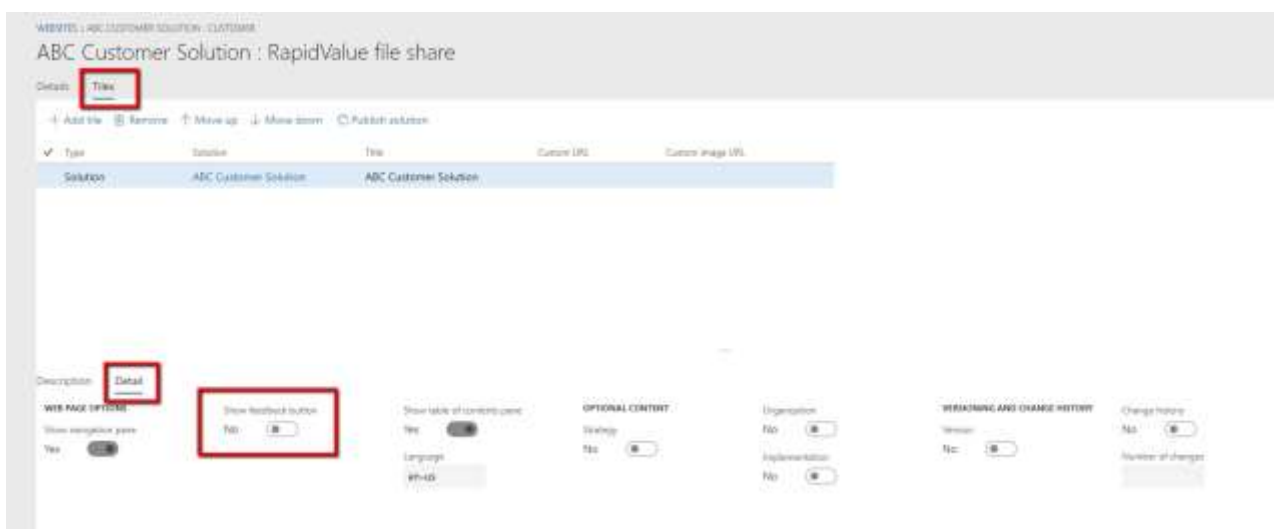 WEBSITES : ABC CUSTOMER SOLUTION : CUSTOMER
ABC Customer Solution : RapidValue file share
Details Tiles
+ Add tile Remove ↑ Move up ↓ Move down Publish solution
✓ Type Solution Title Custom URL Custom image URL
Solution ABC Customer Solution ABC Customer Solution
Description Detail
WEB PAGE OPTIONS Show feedback button Show table of contents pane OPTIONAL CONTENT Organization VERSIONING AND CHANGE HISTORY Change history
Show navigation pane No Yes Strategy No Version No
Yes Language No Implementation No Number of changes
en-us No